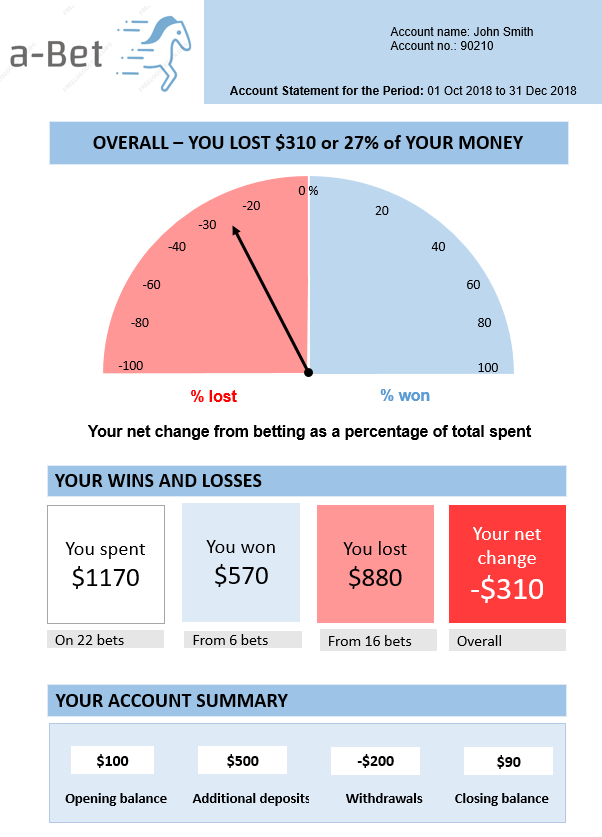 a-Bet
Account name: John Smith
Account no.: 90210
Account Statement for the Period: 01 Oct 2018 to 31 Dec 2018
OVERALL – YOU LOST $310 or 27% of YOUR MONEY
0 %
-20
20
-30
-40
40
-60
60
-80
80
-100
100
% lost
% won
Your net change from betting as a percentage of total spent
YOUR WINS AND LOSSES
You spent
$1170
On 22 bets
You won
$570
From 6 bets
You lost
$880
From 16 bets
Your net
change
-$310
Overall
YOUR ACCOUNT SUMMARY
$100
$500
-$200
$90
Opening balance
Additional deposits
Withdrawals
Closing balance